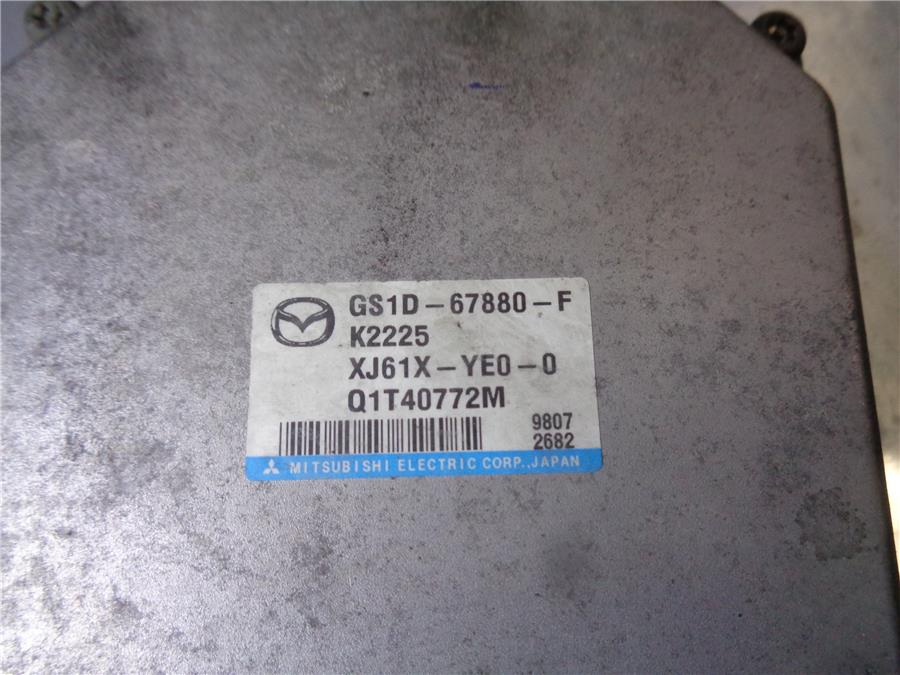 GS1D-67880-F
K2225
XJ61X-YE0-0
Q1T40772M
9807
2682
MITSUBISHI ELECTRIC CORP., JAPAN